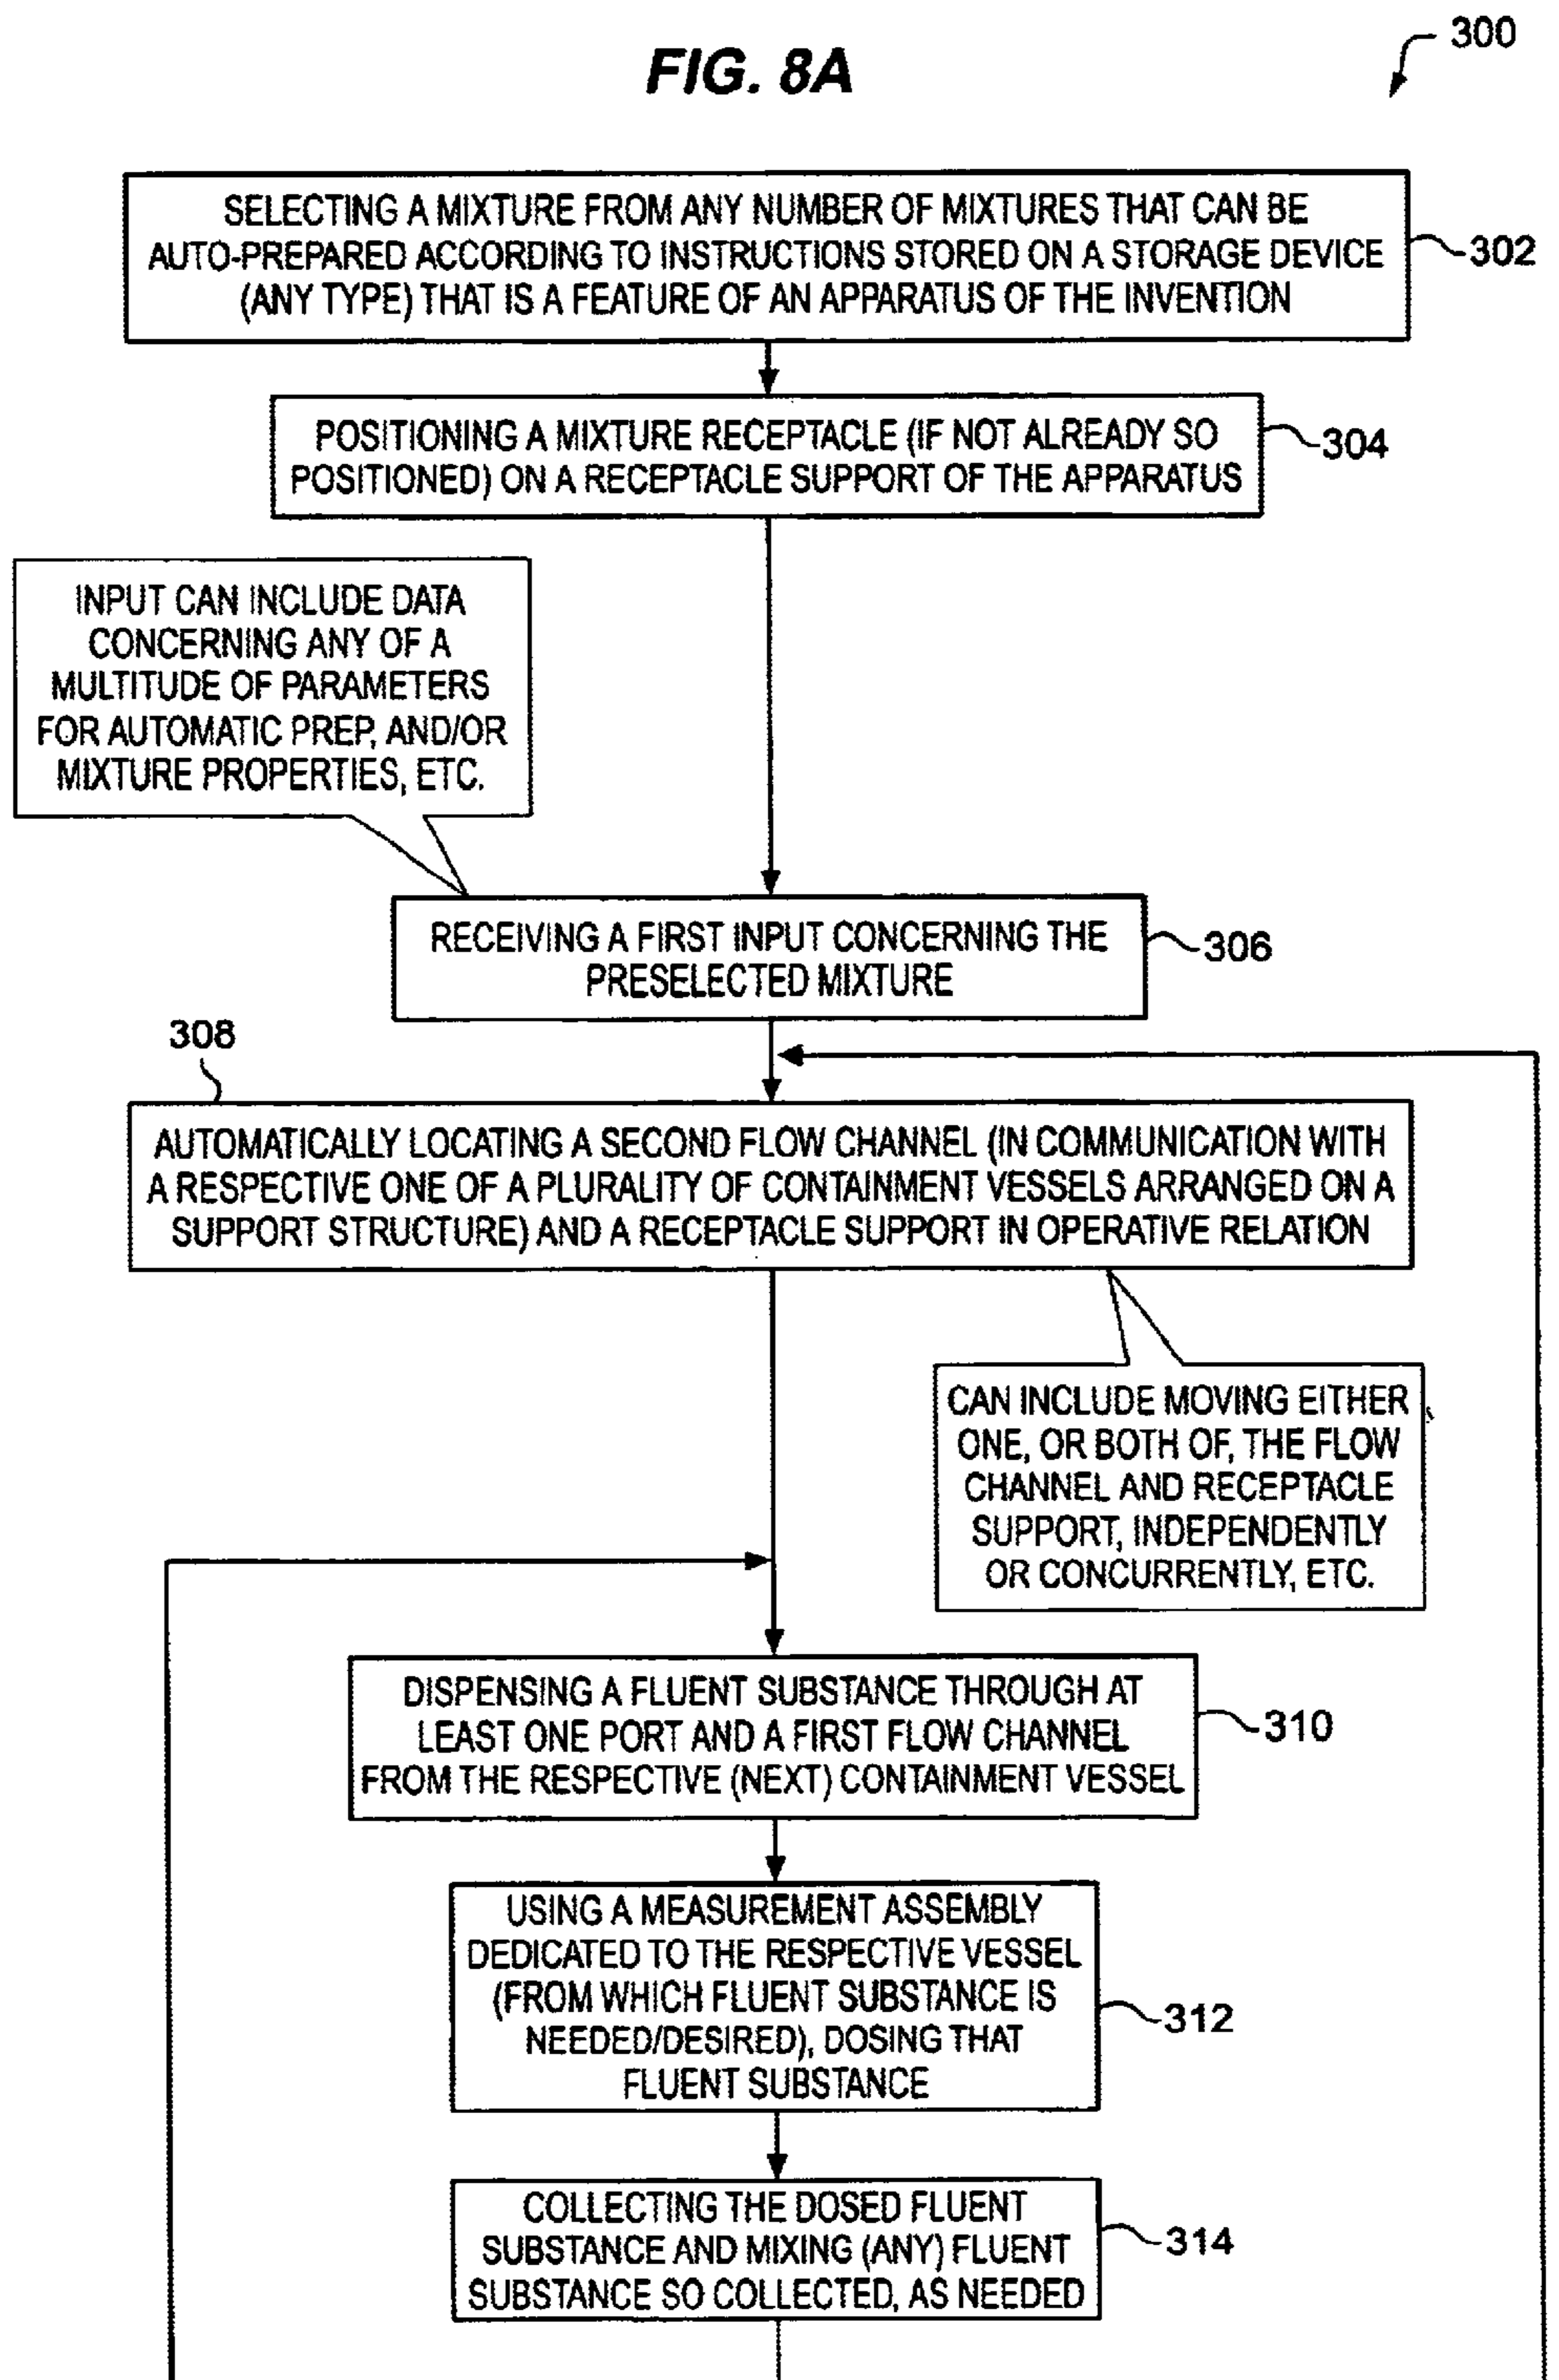 FIG. 8A
300
SELECTING A MIXTURE FROM ANY NUMBER OF MIXTURES THAT CAN BE
AUTO-PREPARED ACCORDING TO INSTRUCTIONS STORED ON A STORAGE DEVICE
(ANY TYPE) THAT IS A FEATURE OF AN APPARATUS OF THE INVENTION
302
POSITIONING A MIXTURE RECEPTACLE (IF NOT ALREADY SO
POSITIONED) ON A RECEPTACLE SUPPORT OF THE APPARATUS
304
INPUT CAN INCLUDE DATA
CONCERNING ANY OF A
MULTITUDE OF PARAMETERS
FOR AUTOMATIC PREP, AND/OR
MIXTURE PROPERTIES, ETC.
RECEIVING A FIRST INPUT CONCERNING THE
PRESELECTED MIXTURE
306
308
AUTOMATICALLY LOCATING A SECOND FLOW CHANNEL (IN COMMUNICATION WITH
A RESPECTIVE ONE OF A PLURALITY OF CONTAINMENT VESSELS ARRANGED ON A
SUPPORT STRUCTURE) AND A RECEPTACLE SUPPORT IN OPERATIVE RELATION
CAN INCLUDE MOVING EITHER
ONE, OR BOTH OF, THE FLOW
CHANNEL AND RECEPTACLE
SUPPORT, INDEPENDENTLY
OR CONCURRENTLY, ETC.
DISPENSING A FLUENT SUBSTANCE THROUGH AT
LEAST ONE PORT AND A FIRST FLOW CHANNEL
FROM THE RESPECTIVE (NEXT) CONTAINMENT VESSEL
310
USING A MEASUREMENT ASSEMBLY
DEDICATED TO THE RESPECTIVE VESSEL
(FROM WHICH FLUENT SUBSTANCE IS
NEEDED/DESIRED), DOSING THAT
FLUENT SUBSTANCE
312
COLLECTING THE DOSED FLUENT
SUBSTANCE AND MIXING (ANY) FLUENT
SUBSTANCE SO COLLECTED, AS NEEDED
314